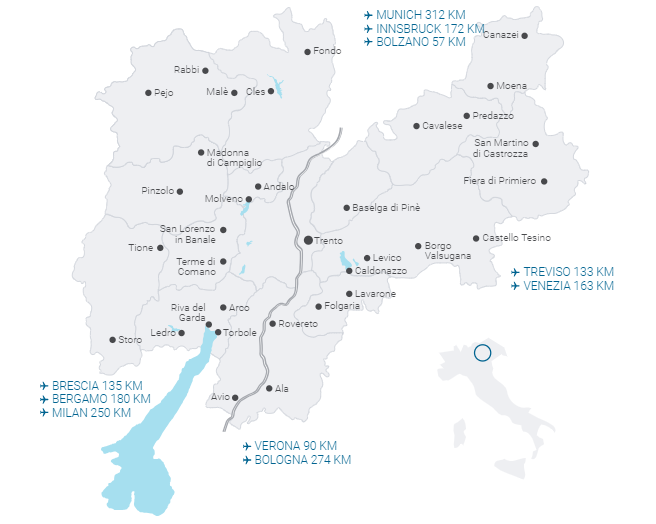 MUNICH 312 KM
INNSBRUCK 172 KM
BOLZANO 57 KM
Canazei
Fondo
Rabbi
Pejo
Malè
Cles
Moena
Predazzo
Cavalese
San Martino
di Castrozza
Madonna
di Campiglio
Fiera di Primiero
Pinzolo
Andalo
Molveno
Baselga di Pinè
San Lorenzo
in Banale
Trento
Castello Tesino
Tione
Borgo
Valsugana
Levico
Terme di
Comano
Caldonazzo
TREVISO 133 KM
VENEZIA 163 KM
Lavarone
Folgaria
Riva del
Garda
Arco
Rovereto
Ledro
Torbole
Storo
BRESCIA 135 KM
BERGAMO 180 KM
MILAN 250 KM
Avio
Ala
VERONA 90 KM
BOLOGNA 274 KM